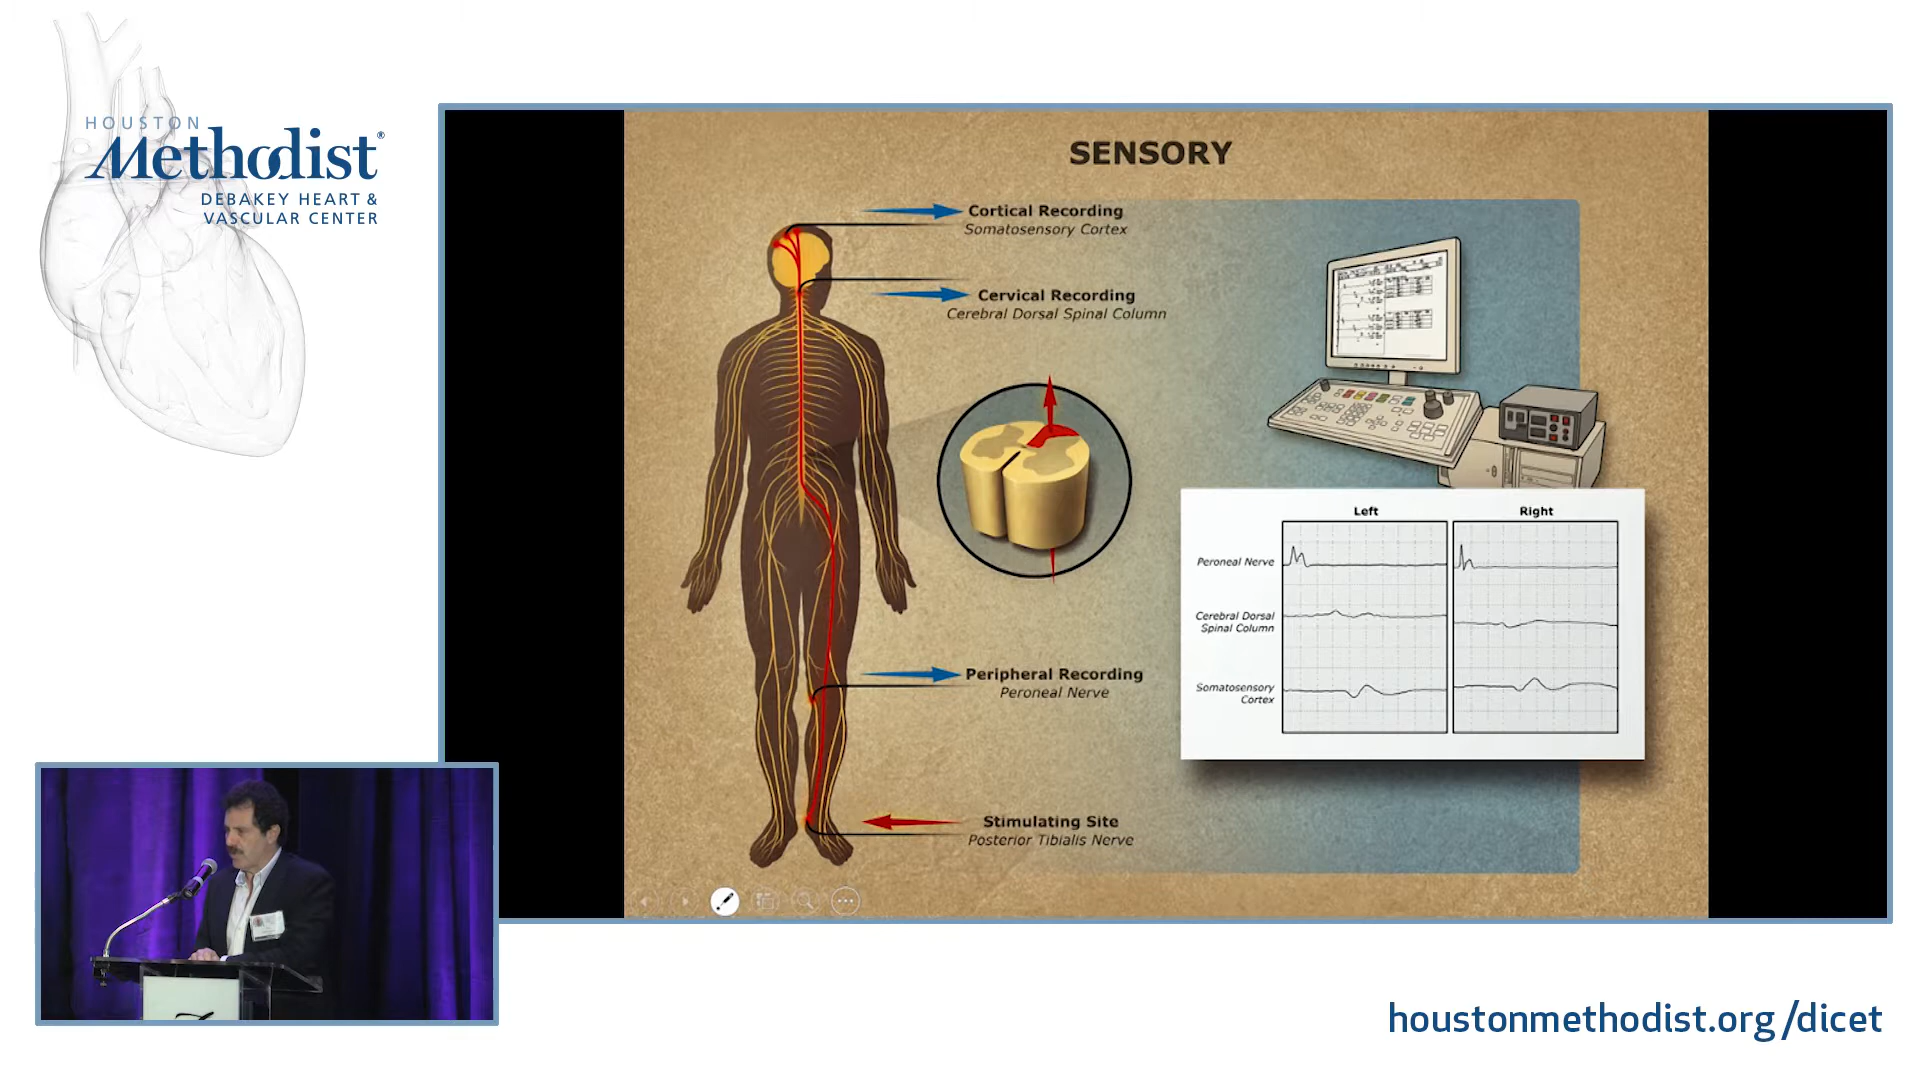 HOUSTON
Methodist®
DEBAKEY HEART &
VASCULAR CENTER
SENSORY
Cortical Recording
Somatosensory Cortex
Cervical Recording
Cerebral Dorsal Spinal Column
Peripheral Recording
Peroneal Nerve
Stimulating Site
Posterior Tibialis Nerve
Left
Right
Peroneal Nerve
Cerebral Dorsal
Spinal Column
Somatosensory
Cortex
houstonmethodist.org/dicet